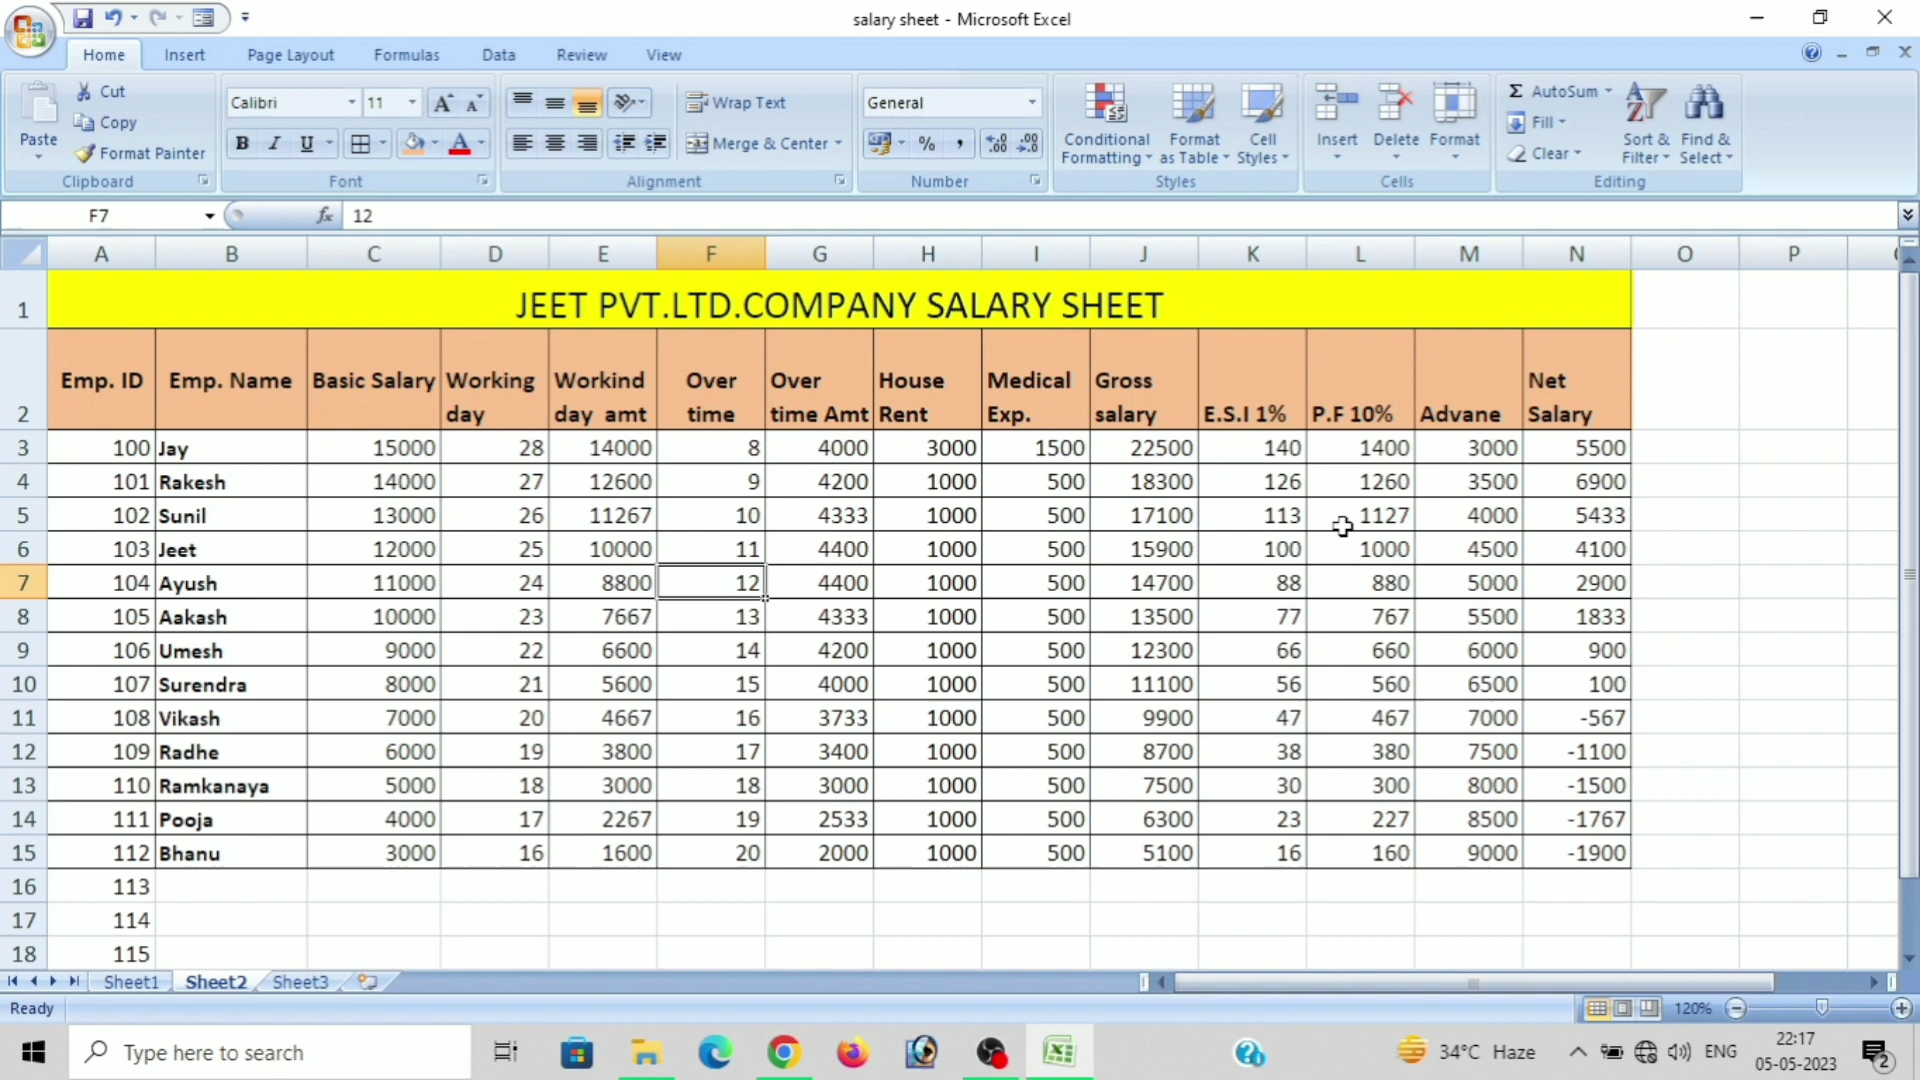 salary sheet - Microsoft Excel
Home Insert Page Layout Formulas Data Review View
Paste
Cut
Copy
Format Painter
Clipboard
Calibri 11
B I U
Font
Wrap Text
Merge & Center
Alignment
General
%
Number
Conditional Formatting
Format as Table
Cell Styles
Styles
Insert Delete Format
Cells
AutoSum
Fill
Clear
Sort & Filter
Find & Select
Editing
F7 fx 12
A B C D E F G H I J K L M N O P
1 JEET PVT.LTD.COMPANY SALARY SHEET
2 Emp. ID Emp. Name Basic Salary Working day Workind day amt Over time Over time Amt House Rent Medical Exp. Gross salary E.S.I 1% P.F 10% Advane Net Salary
3 100 Jay 15000 28 14000 8 4000 3000 1500 22500 140 1400 3000 5500
4 101 Rakesh 14000 27 12600 9 4200 1000 500 18300 126 1260 3500 6900
5 102 Sunil 13000 26 11267 10 4333 1000 500 17100 113 1127 4000 5433
6 103 Jeet 12000 25 10000 11 4400 1000 500 15900 100 1000 4500 4100
7 104 Ayush 11000 24 8800 12 4400 1000 500 14700 88 880 5000 2900
8 105 Aakash 10000 23 7667 13 4333 1000 500 13500 77 767 5500 1833
9 106 Umesh 9000 22 6600 14 4200 1000 500 12300 66 660 6000 900
10 107 Surendra 8000 21 5600 15 4000 1000 500 11100 56 560 6500 100
11 108 Vikash 7000 20 4667 16 3733 1000 500 9900 47 467 7000 -567
12 109 Radhe 6000 19 3800 17 3400 1000 500 8700 38 380 7500 -1100
13 110 Ramkanaya 5000 18 3000 18 3000 1000 500 7500 30 300 8000 -1500
14 111 Pooja 4000 17 2267 19 2533 1000 500 6300 23 227 8500 -1767
15 112 Bhanu 3000 16 1600 20 2000 1000 500 5100 16 160 9000 -1900
16 113
17 114
18 115
Sheet1 Sheet2 Sheet3
Ready 120%
Type here to search 34°C Haze ENG 22:17
05-05-2023 2